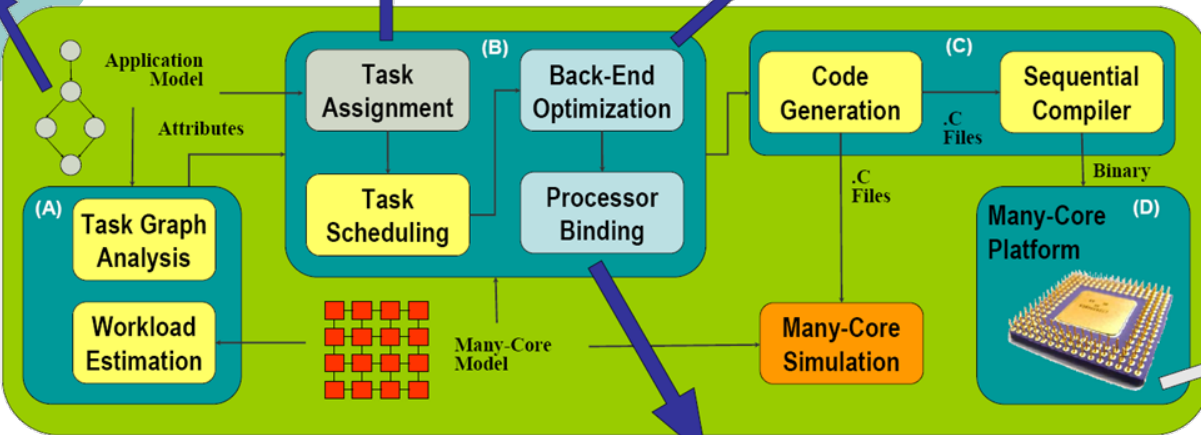 Application
Model
Attributes
(A)
Task Graph
Analysis
Workload
Estimation
(B)
Task
Assignment
Back-End
Optimization
Task
Scheduling
Processor
Binding
Many-Core
Model
(C)
Code
Generation
.C
Files
Sequential
Compiler
.C
Files
Binary
Many-Core
Simulation
(D)
Many-Core
Platform